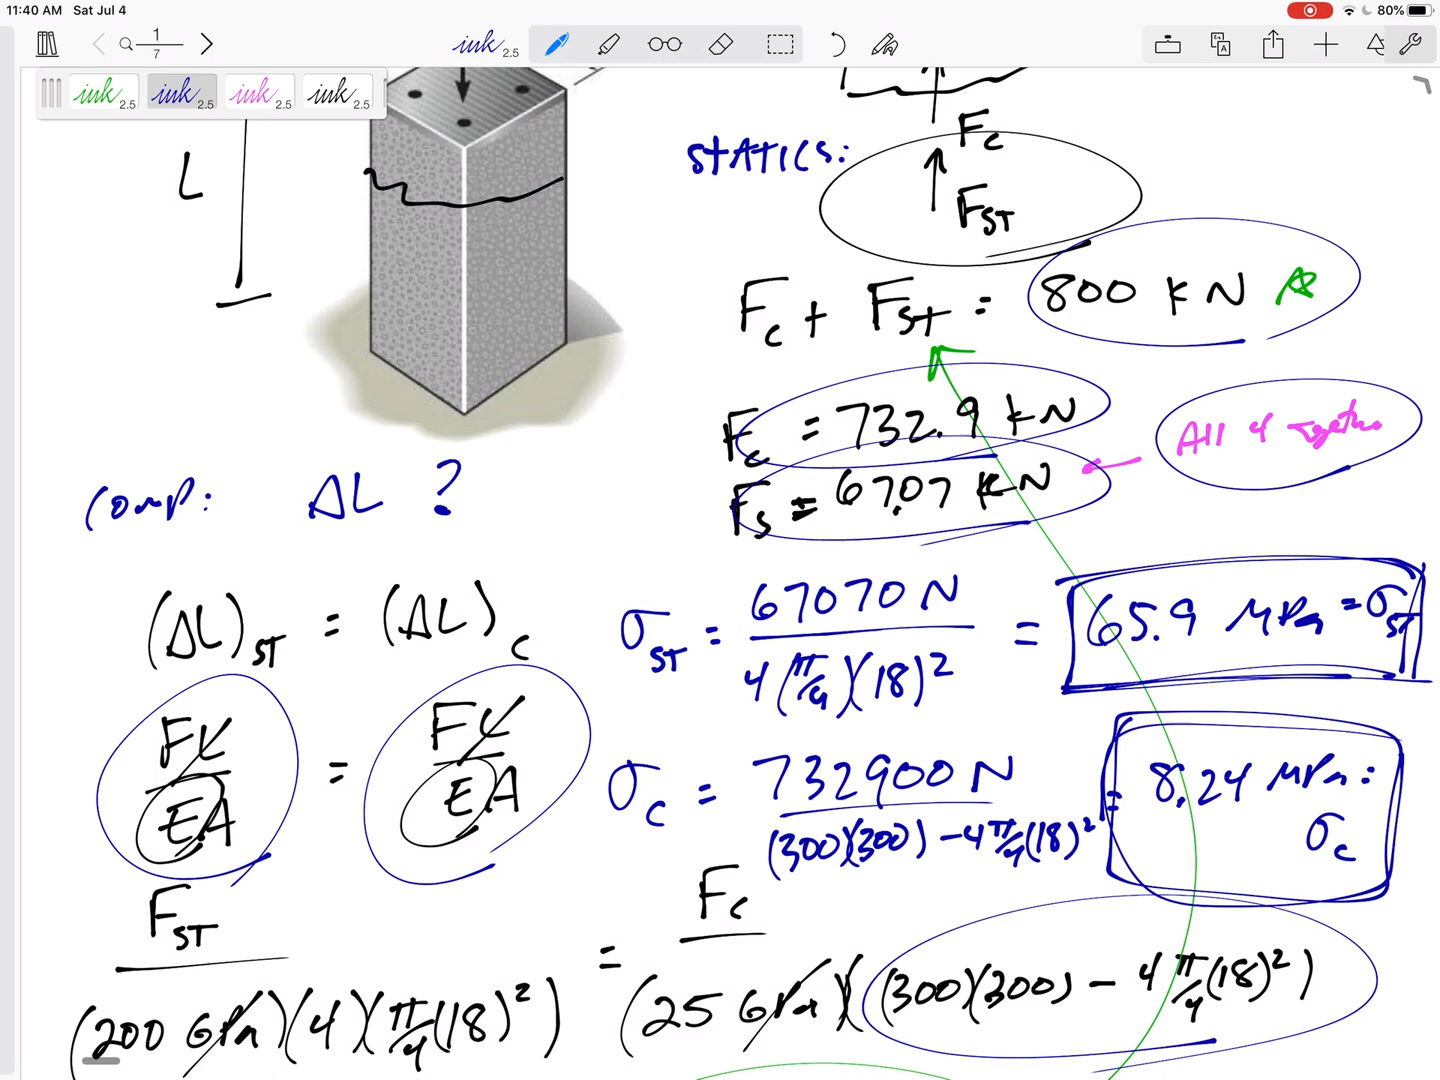 11:40 AM Sat Jul 4
80%
1
7
ink 2.5
ink 2.5
ink 2.5
ink 2.5
ink 2.5
L
STATICS:
Fc
FST
Fc + FST = 800 kN
Fc = 732.9 kN
All 4 Together
Fs = 67.07 kN
Comp: ΔL ?
(ΔL)ST = (ΔL)c
σST = 67070 N / 4(π/4)(18)² = 65.9 MPa = σST
FL/EA = FL/EA
σc = 732900 N / (300)(300) - 4 π/4 (18)² = 8.24 MPa = σc
FST / (200 GPa)(4)(π/4 (18)²) = Fc / (25 GPa)((300)(300) - 4 π/4 (18)²)